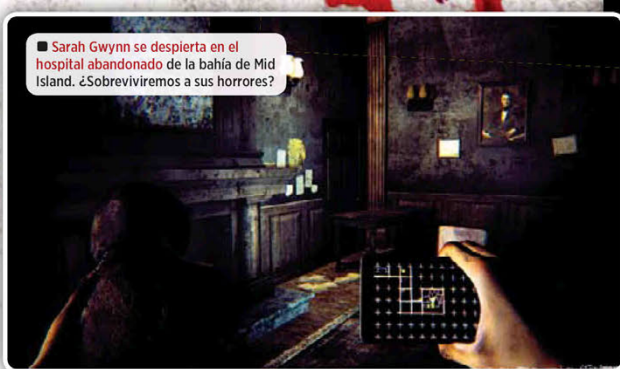 ■ Sarah Gwynn se despierta en el
hospital abandonado de la bahía de Mid
Island. ¿Sobreviviremos a sus horrores?